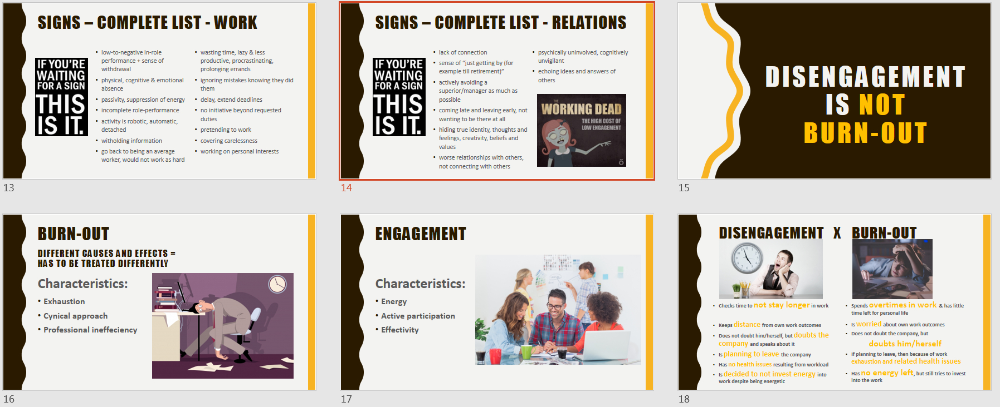 SIGNS – COMPLETE LIST - WORK
IF YOU'RE
WAITING
FOR A SIGN
THIS
IS IT.
• low-to-negative in-role
performance + sense of
withdrawal
• physical, cognitive & emotional
absence
• passivity, suppression of energy
• incomplete role-performance
• activity is robotic, automatic,
detached
• witholding information
• go back to being an average
worker, would not work as hard
• wasting time, lazy & less
productive, procrastinating,
prolonging errands
• ignoring mistakes knowing they did
them
• delay, extend deadlines
• no initiative beyond requested
duties
• pretending to work
• covering carelessness
• working on personal interests
13
SIGNS – COMPLETE LIST - RELATIONS
IF YOU'RE
WAITING
FOR A SIGN
THIS
IS IT.
• lack of connection
• sense of "just getting by (for
example till retirement)"
• actively avoiding a
superior/manager as much as
possible
• coming late and leaving early, not
wanting to be there at all
• hiding true identity, thoughts and
feelings, creativity, beliefs and
values
• worse relationships with others,
not connecting with others
• psychically uninvolved, cognitively
unvigilant
• echoing ideas and answers of
others
THE
WORKING DEAD
THE HIGH COST OF
LOW ENGAGEMENT
14
DISENGAGEMENT
IS NOT
BURN-OUT
15
BURN-OUT
DIFFERENT CAUSES AND EFFECTS =
HAS TO BE TREATED DIFFERENTLY
Characteristics:
• Exhaustion
• Cynical approach
• Professional ineffeciency
16
ENGAGEMENT
Characteristics:
• Energy
• Active participation
• Effectivity
17
DISENGAGEMENT X BURN-OUT
• Checks time to not stay longer in work
• Keeps distance from own work outcomes
• Does not doubt him/herself, but doubts the
company and speaks about it
• Is planning to leave the company
• Has no health issues resulting from workload
• Is decided to not invest energy into
work despite being energetic
• Spends overtimes in work & has little
time left for personal life
• Is worried about own work outcomes
• Does not doubt the company, but
doubts him/herself
• If planning to leave, then because of work
exhaustion and related health issues
• Has no energy left, but still tries to invest
into the work
18